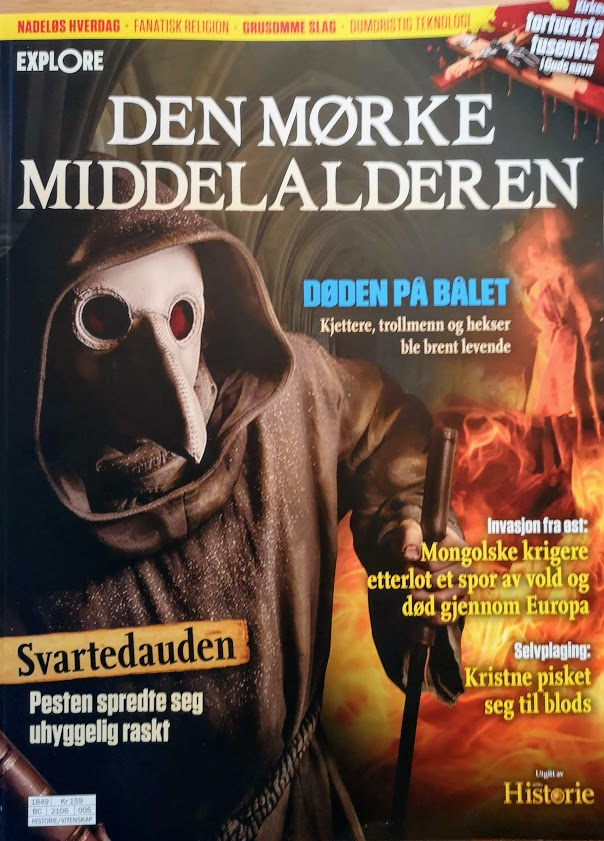 NADELØS HVERDAG • FANATISK RELIGION • GRUSOMME SLAG • DUMDRISTIG TEKNOLOGI
torturerte
tusenvis
i Guds navn
EXPLORE
DEN MØRKE
MIDDELALDEREN
DØDEN PÅ BÅLET
Kjettere, trollmenn og hekser
ble brent levende
Invasjon fra øst:
Mongolske krigere
etterlot et spor av vold og
død gjennom Europa
Selvplaging:
Kristne pisket
seg til blods
Svartedauden
Pesten spredte seg
uhyggelig raskt
1849 Kr 159
BC 2106 005
HISTORIE/VITENSKAP
Utgitt av
Historie